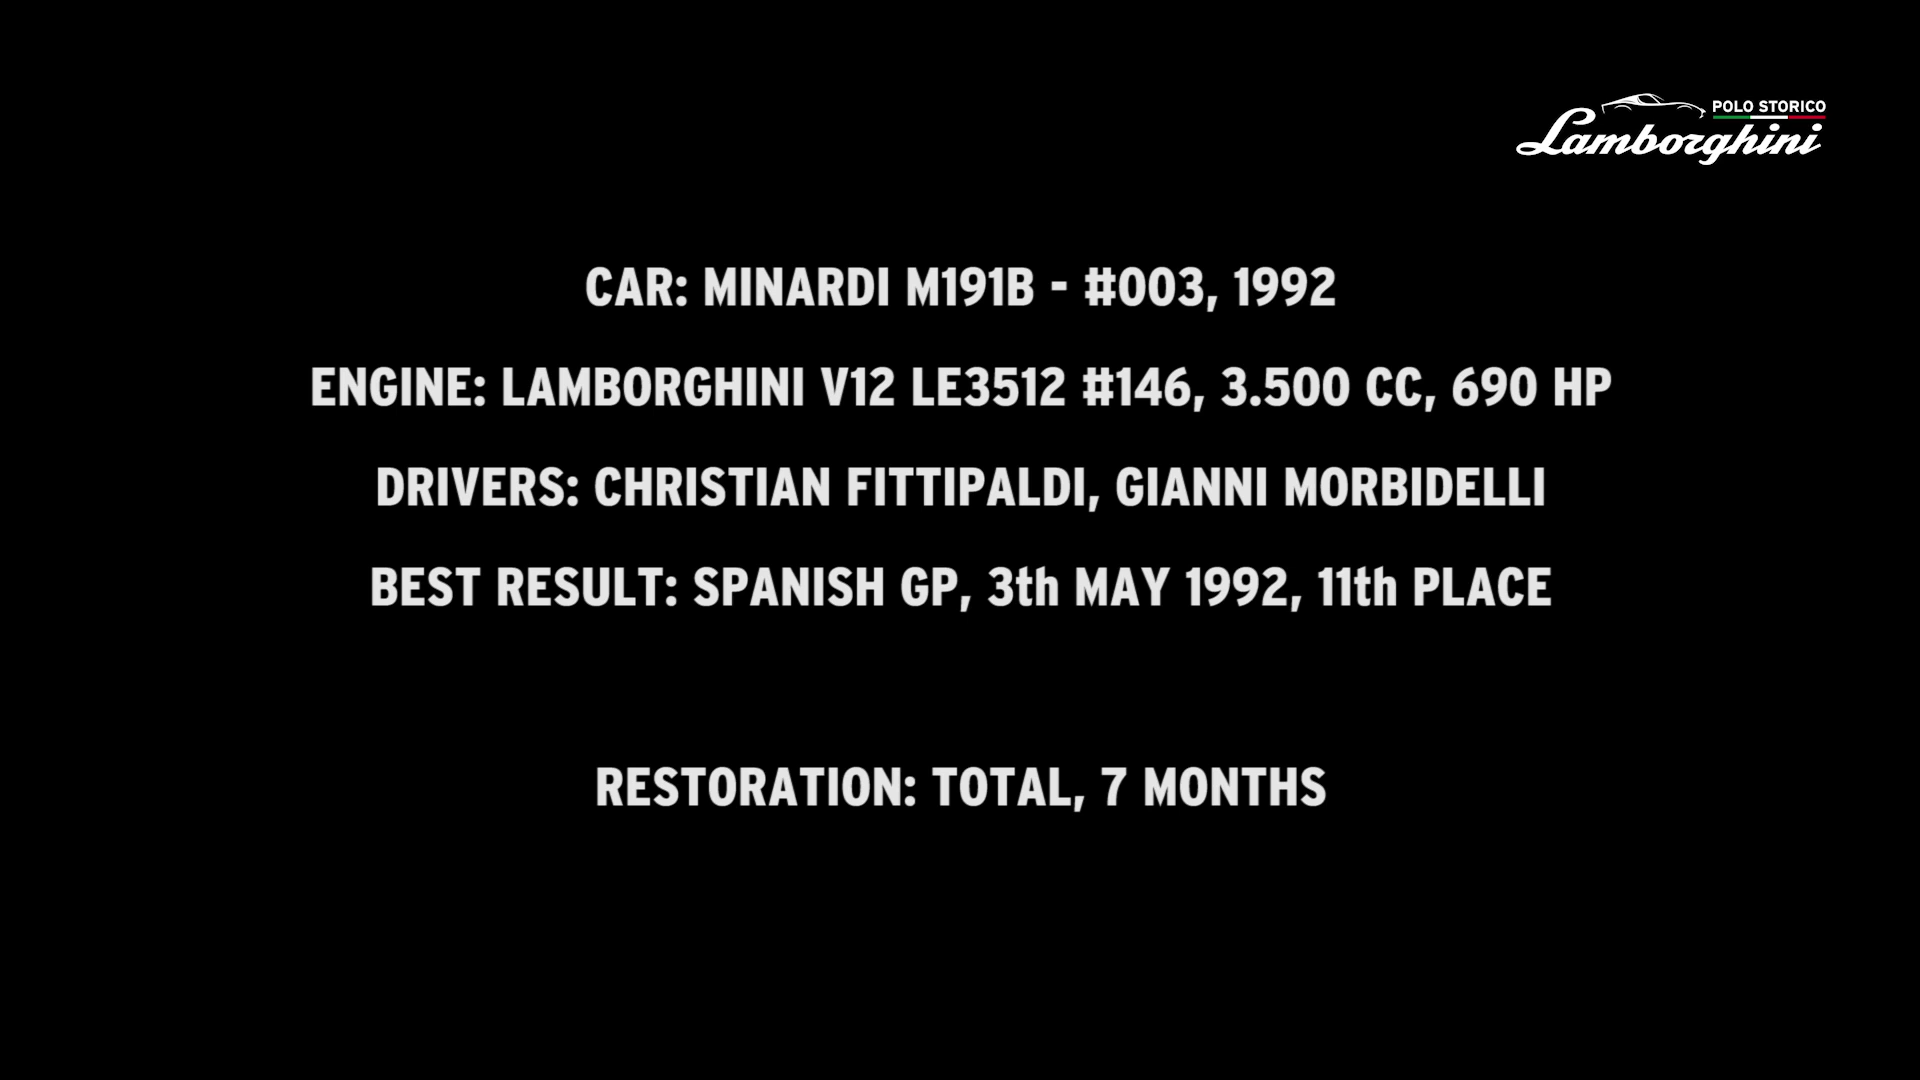 POLO STORICO
Lamborghini
CAR: MINARDI M191B - #003, 1992
ENGINE: LAMBORGHINI V12 LE3512 #146, 3.500 CC, 690 HP
DRIVERS: CHRISTIAN FITTIPALDI, GIANNI MORBIDELLI
BEST RESULT: SPANISH GP, 3th MAY 1992, 11th PLACE
RESTORATION: TOTAL, 7 MONTHS